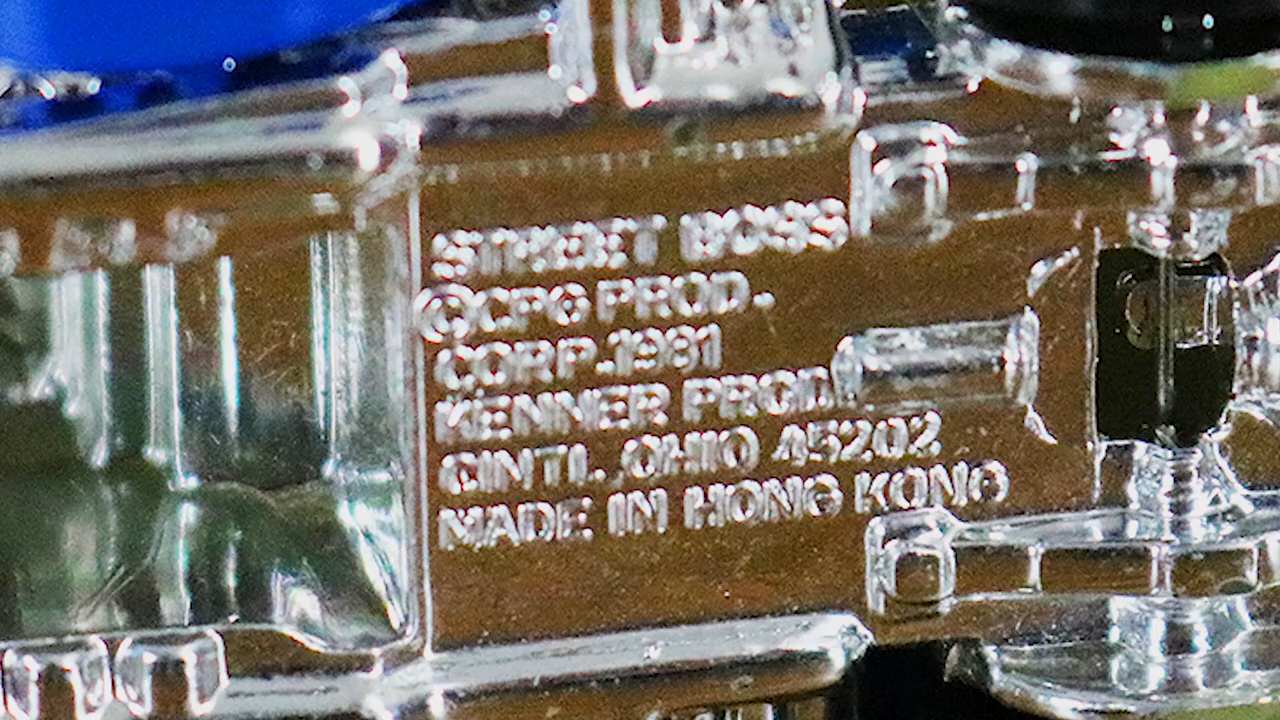 STREET BOSS
©CPG PROD.
CORP.1981
KENNER PROD
CINTI. OHIO 45202
MADE IN HONG KONG